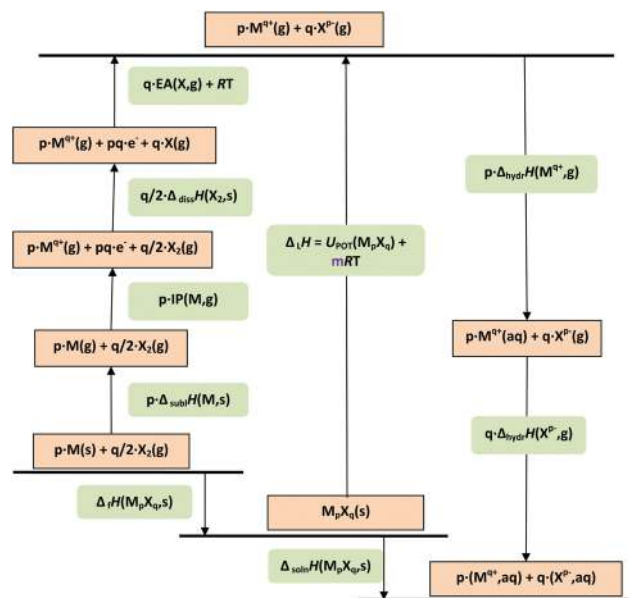 p·M^q+(g) + q·X^p-(g)
q·EA(X,g) + RT
p·M^q+(g) + pq·e^- + q·X(g)
q/2·Δ_diss H(X₂,s)
p·M^q+(g) + pq·e^- + q/2·X₂(g)
p·IP(M,g)
p·M(g) + q/2·X₂(g)
p·Δ_subl H(M,s)
p·M(s) + q/2·X₂(g)
Δ_f H(M_pX_q,s)
Δ_L H = U_POT(M_pX_q) +
mRT
M_pX_q(s)
Δ_soln H(M_pX_q,s)
p·Δ_hydr H(M^q+,g)
p·M^q+(aq) + q·X^p-(g)
q·Δ_hydr H(X^p-,g)
p·(M^q+,aq) + q·(X^p-,aq)